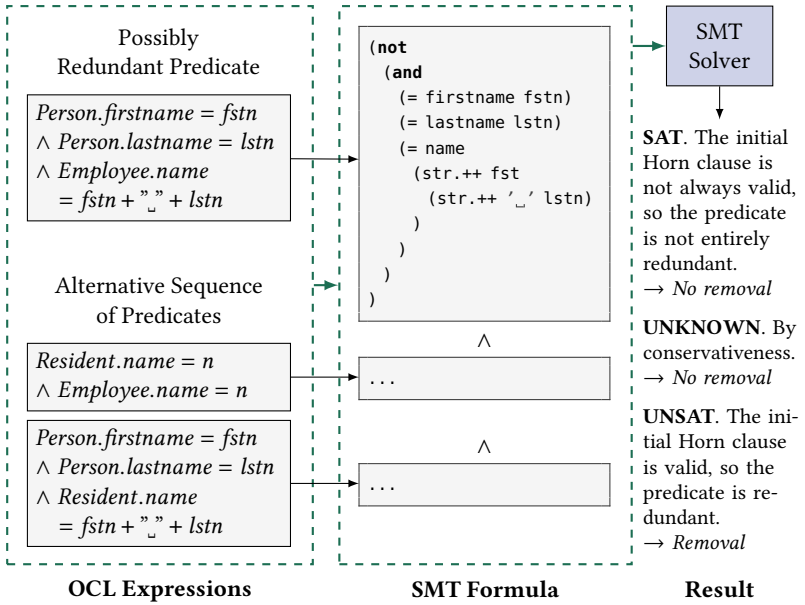 Possibly
Redundant Predicate
Person.firstname = fstn
∧ Person.lastname = lstn
∧ Employee.name
= fstn + "␣" + lstn
Alternative Sequence
of Predicates
Resident.name = n
∧ Employee.name = n
Person.firstname = fstn
∧ Person.lastname = lstn
∧ Resident.name
= fstn + "␣" + lstn
OCL Expressions
(not
(and
(= firstname fstn)
(= lastname lstn)
(= name
(str.++ fst
(str.++ ′␣′ lstn)
)
)
)
)
∧
...
∧
...
SMT Formula
SMT
Solver
SAT. The initial
Horn clause is
not always valid,
so the predicate
is not entirely
redundant.
→ No removal
UNKNOWN. By
conservativeness.
→ No removal
UNSAT. The ini-
tial Horn clause
is valid, so the
predicate is re-
dundant.
→ Removal
Result